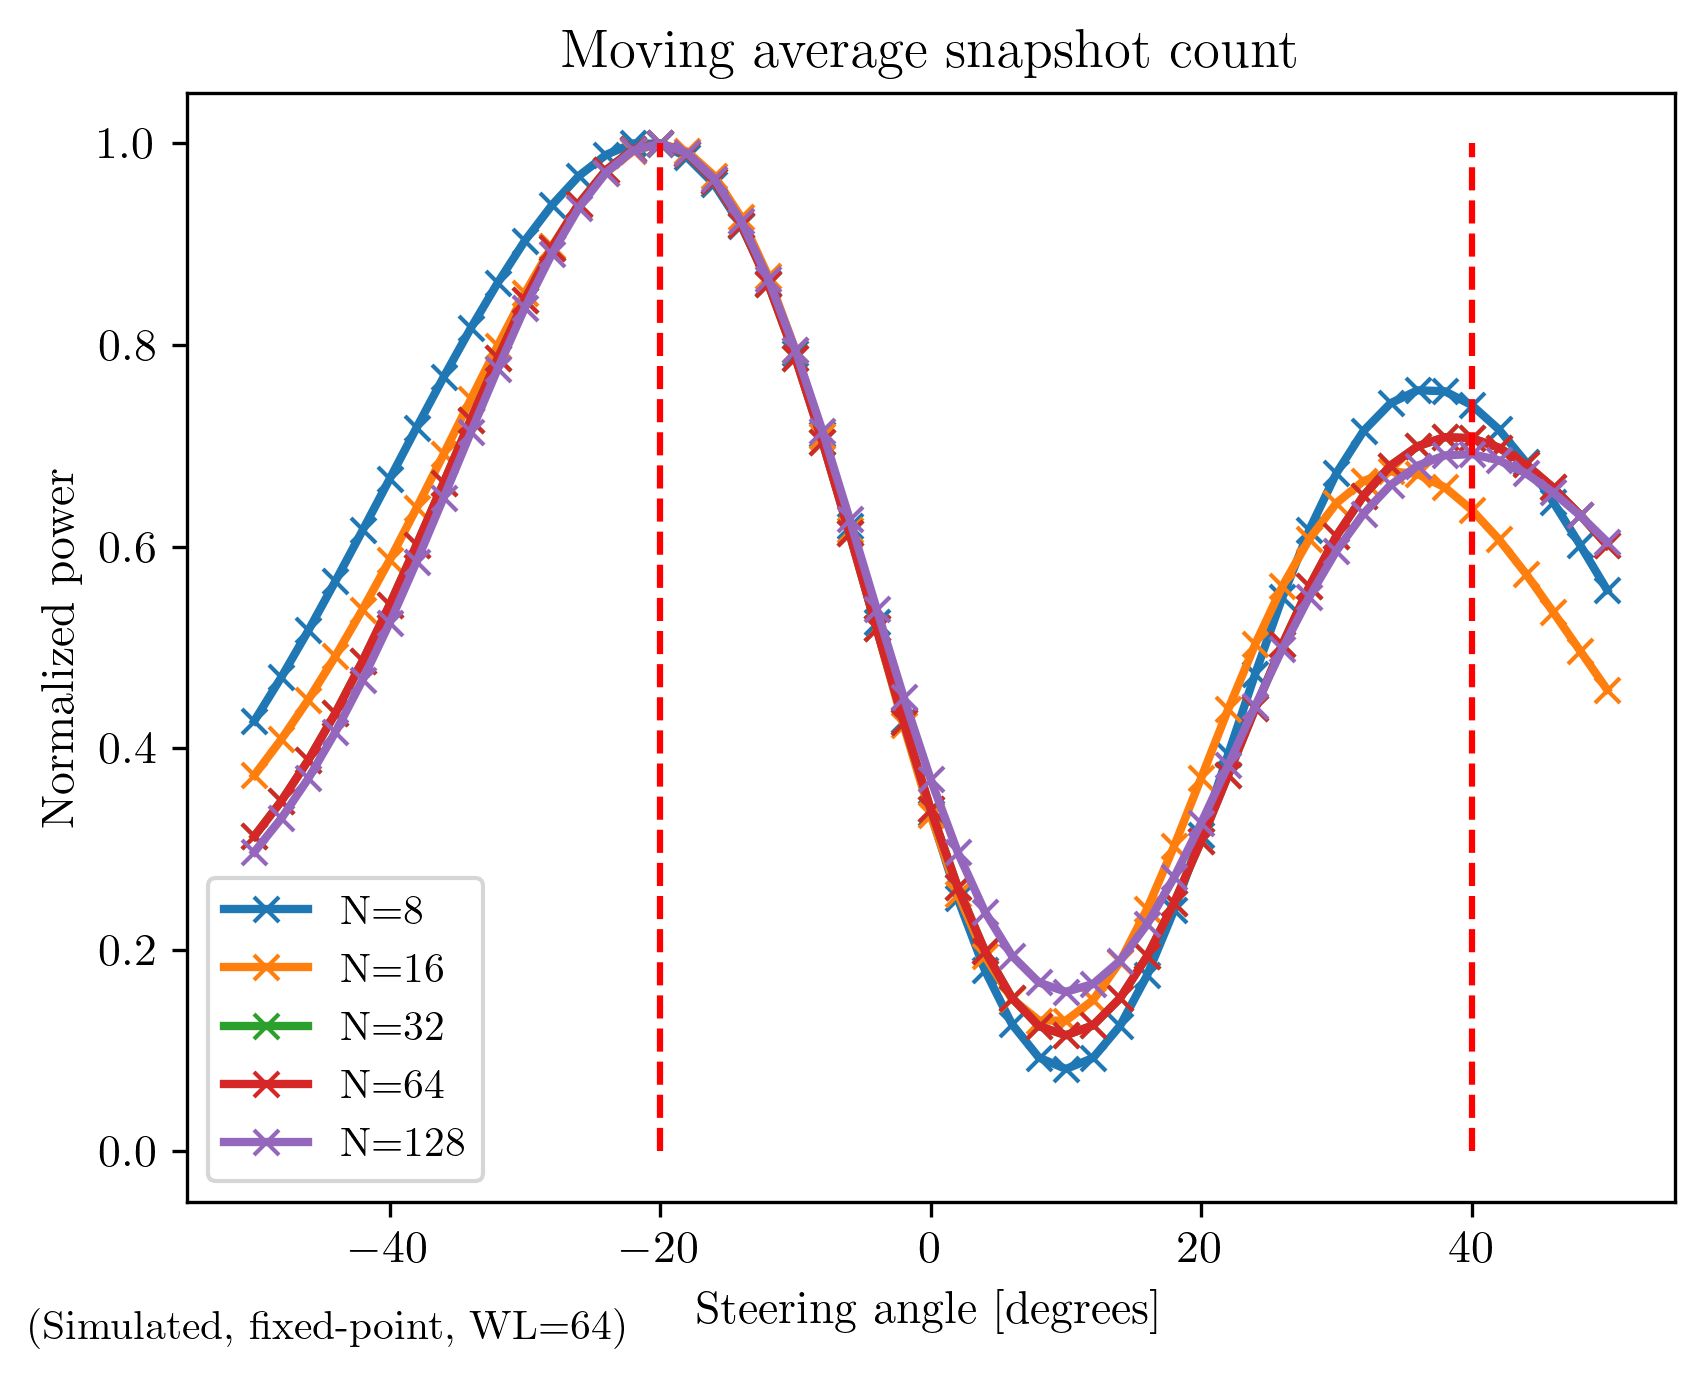 Moving average snapshot count
Normalized power
1.0
0.8
0.6
0.4
0.2
0.0
N=8
N=16
N=32
N=64
N=128
−40
−20
0
20
40
Steering angle [degrees]
(Simulated, fixed-point, WL=64)